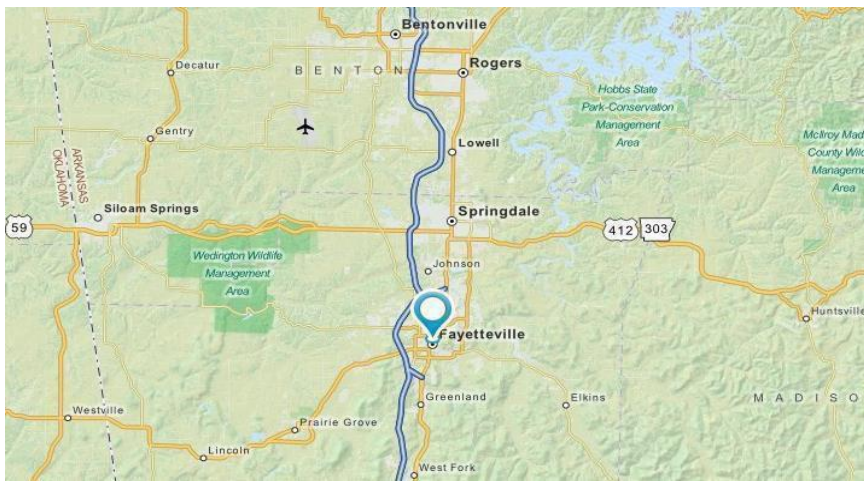 Bentonville
Decatur
BENTON
Rogers
Hobbs State
Park-Conservation
Management
Area
Gentry
Lowell
McIlroy Mad
County Wild
Managem
Area
ARKANSAS
OKLAHOMA
Siloam Springs
Springdale
59
412
303
Wedington Wildlife
Management
Area
Johnson
Huntsville
Fayetteville
Greenland
Elkins
MADISO
Westville
Prairie Grove
Lincoln
West Fork